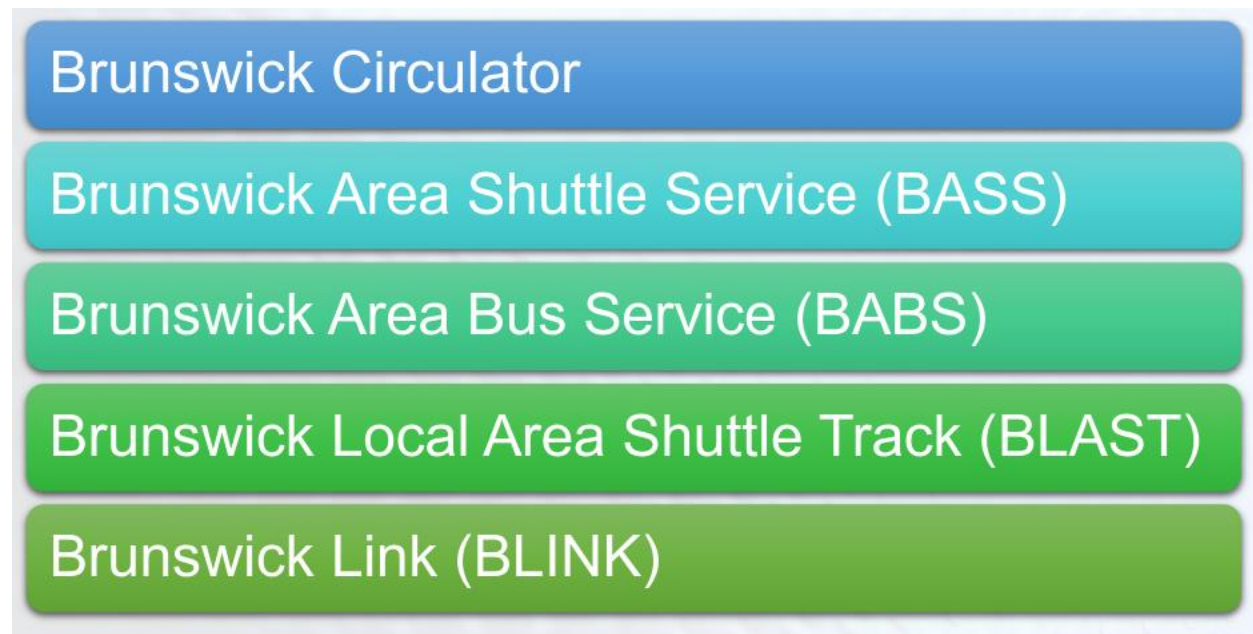 Brunswick Circulator
Brunswick Area Shuttle Service (BASS)
Brunswick Area Bus Service (BABS)
Brunswick Local Area Shuttle Track (BLAST)
Brunswick Link (BLINK)